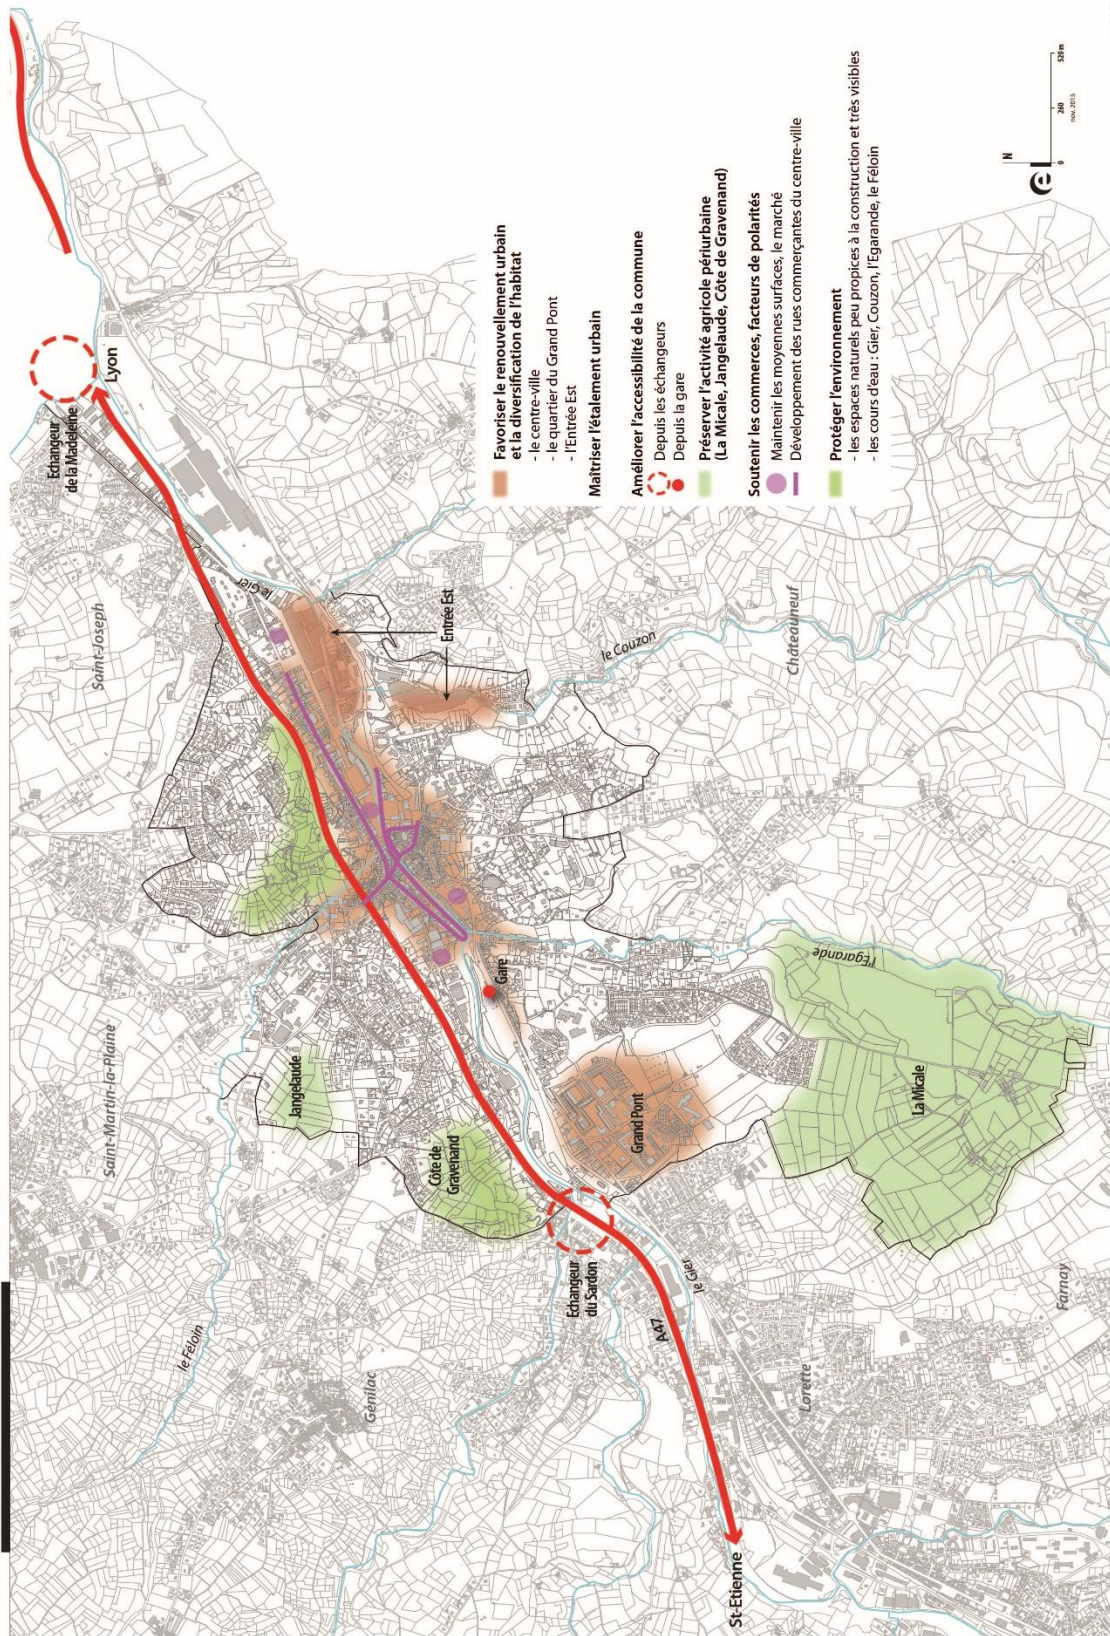 Saint-Joseph
Saint-Martin-la-Plaine
Génilac
Châteauneuf
Farnay
Lorette
Echangeur
de la Madeleine
Lyon
le Gier
Entrée Est
le Couzon
le Féloin
Jangelaude
Côte de
Gravenand
Gare
Grand Pont
l'Egarande
La Micale
Echangeur
du Sardon
le Gier
A47
St-Etienne
Favoriser le renouvellement urbain
et la diversification de l'habitat
- le centre-ville
- le quartier du Grand Pont
- l'Entrée Est
Maîtriser l'étalement urbain
Améliorer l'accessibilité de la commune
Depuis les échangeurs
Depuis la gare
Préserver l'activité agricole périurbaine
(La Micale, Jangelaude, Côte de Gravenand)
Soutenir les commerces, facteurs de polarités
Maintenir les moyennes surfaces, le marché
Développement des rues commerçantes du centre-ville
Protéger l'environnement
- les espaces naturels peu propices à la construction et très visibles
- les cours d'eau : Gier, Couzon, l'Egarande, le Féloin
N
0 260 520 m
nov. 2015